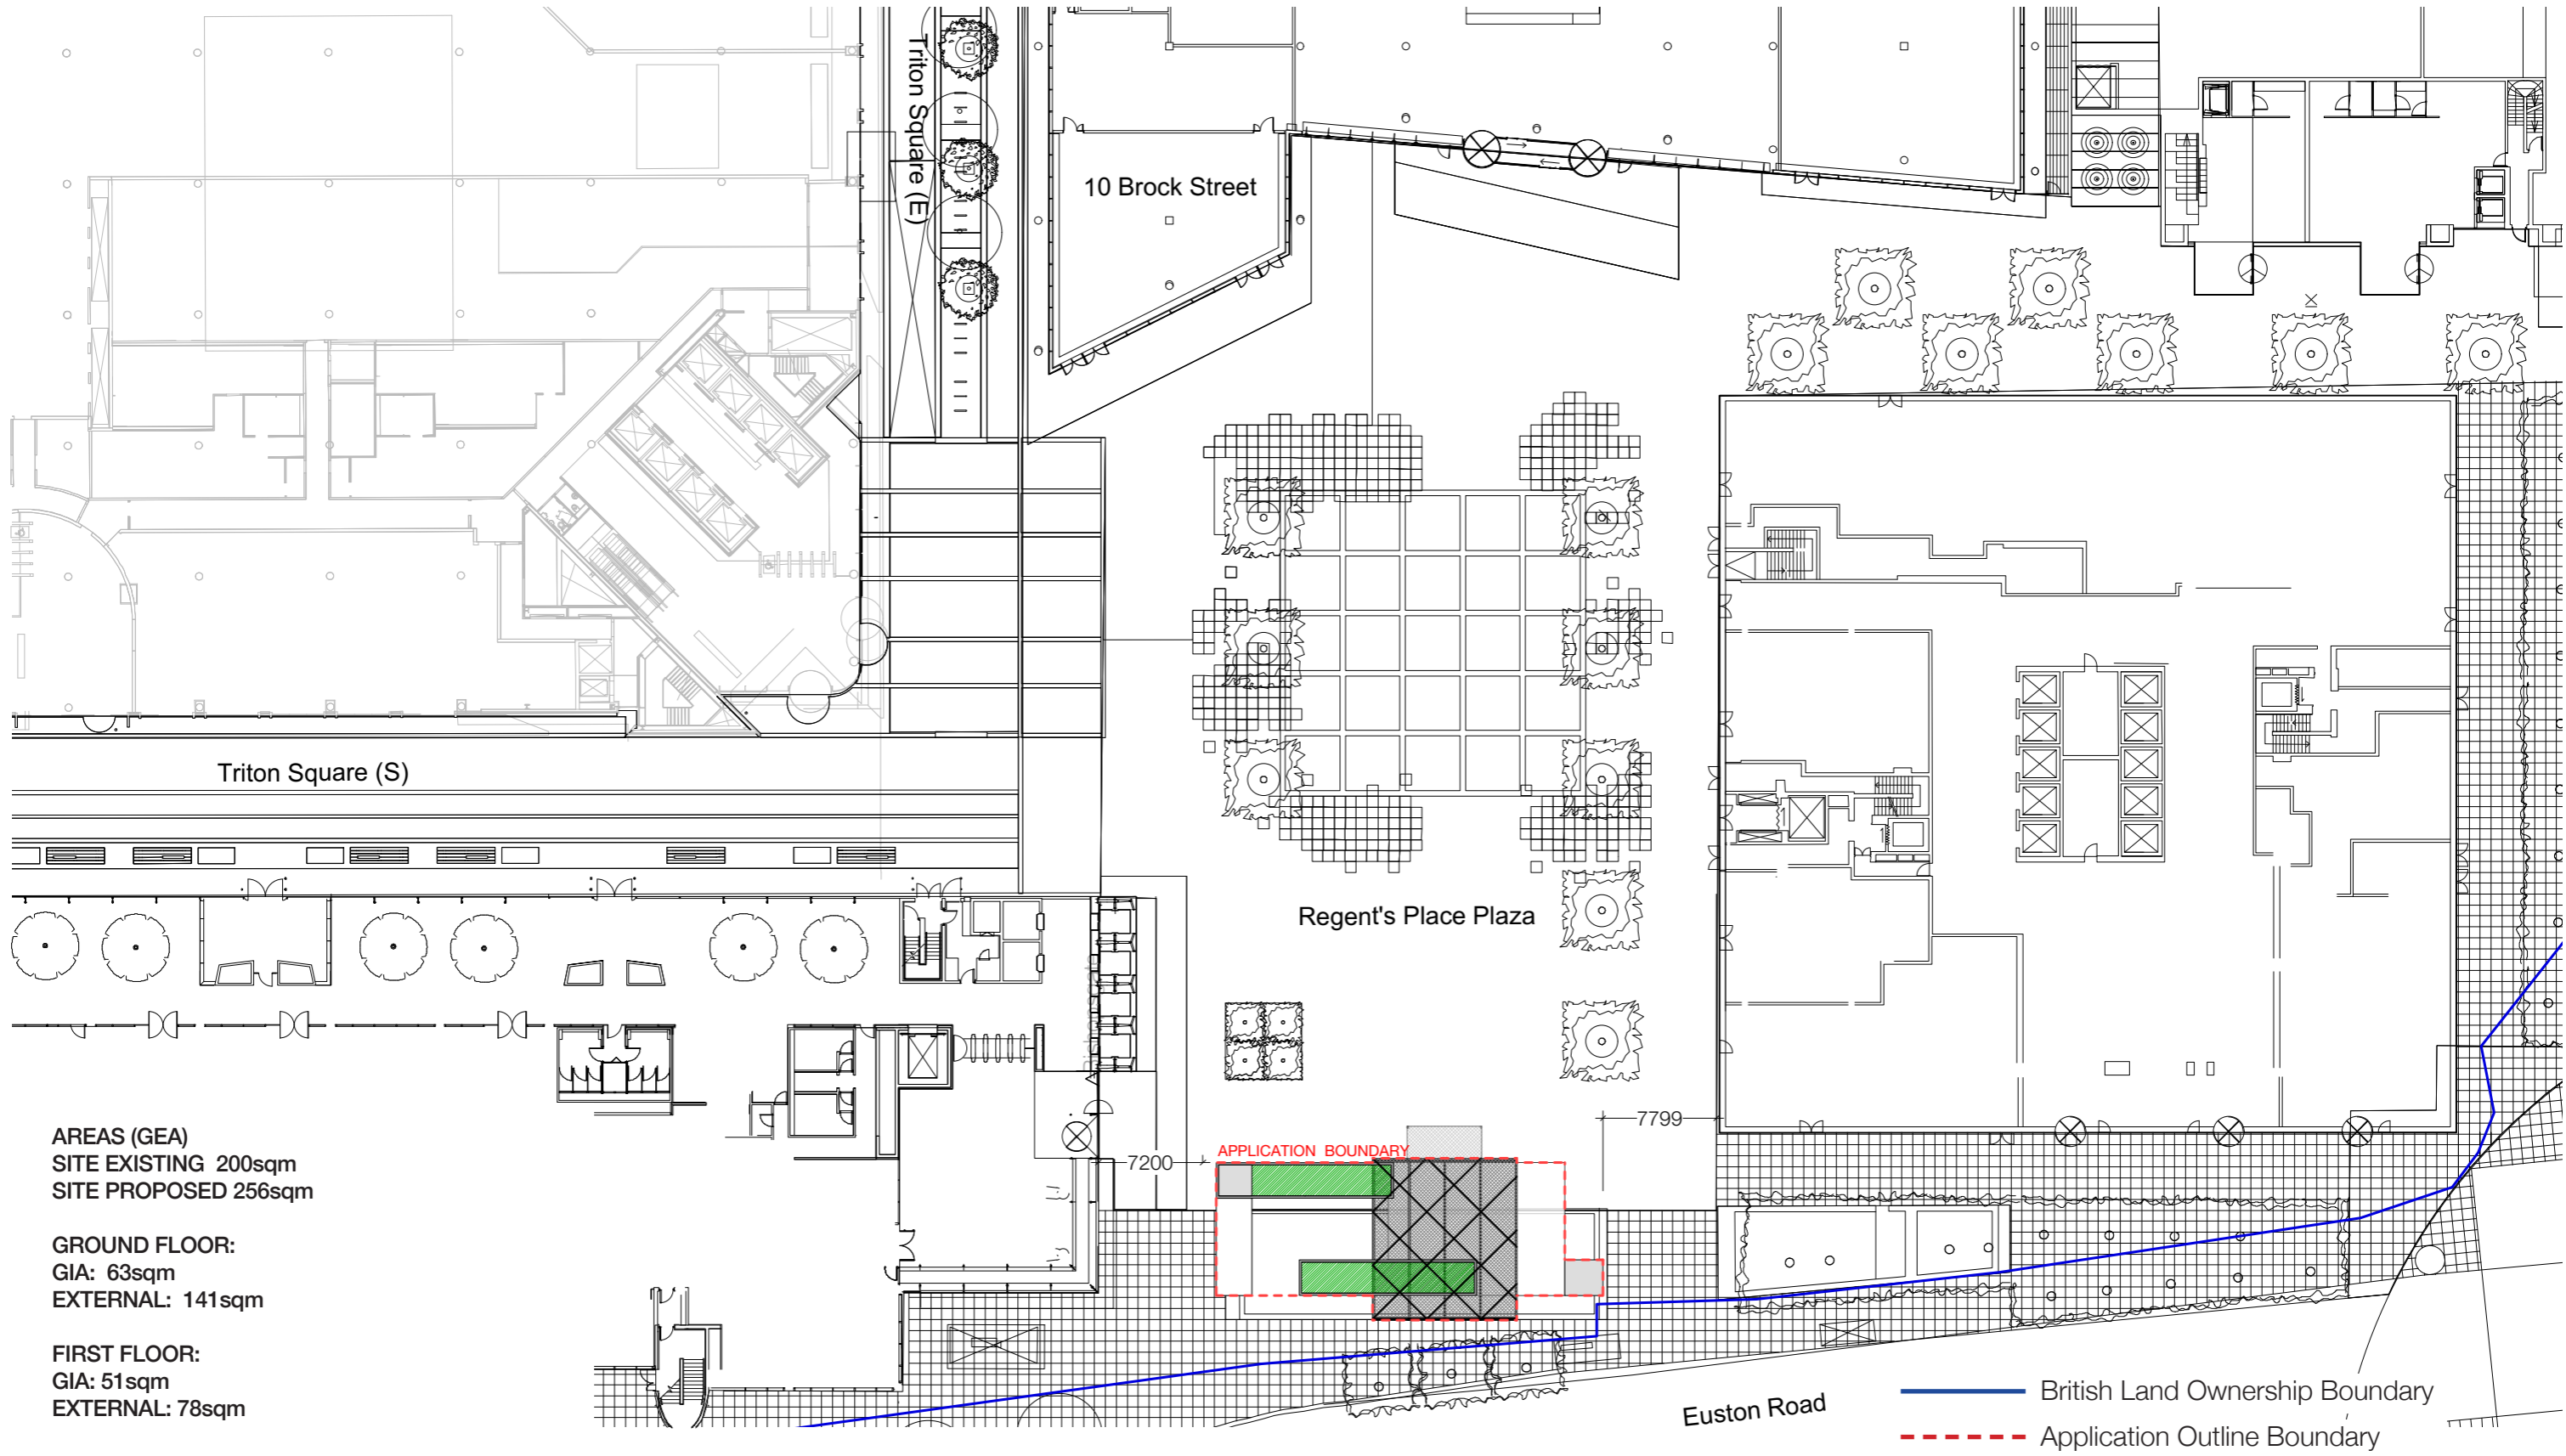 Triton Square (E)
10 Brock Street
Triton Square (S)
Regent's Place Plaza
7799
APPLICATION BOUNDARY
7200
AREAS (GEA)
SITE EXISTING 200sqm
SITE PROPOSED 256sqm
GROUND FLOOR:
GIA: 63sqm
EXTERNAL: 141sqm
FIRST FLOOR:
GIA: 51sqm
EXTERNAL: 78sqm
Euston Road
British Land Ownership Boundary
Application Outline Boundary